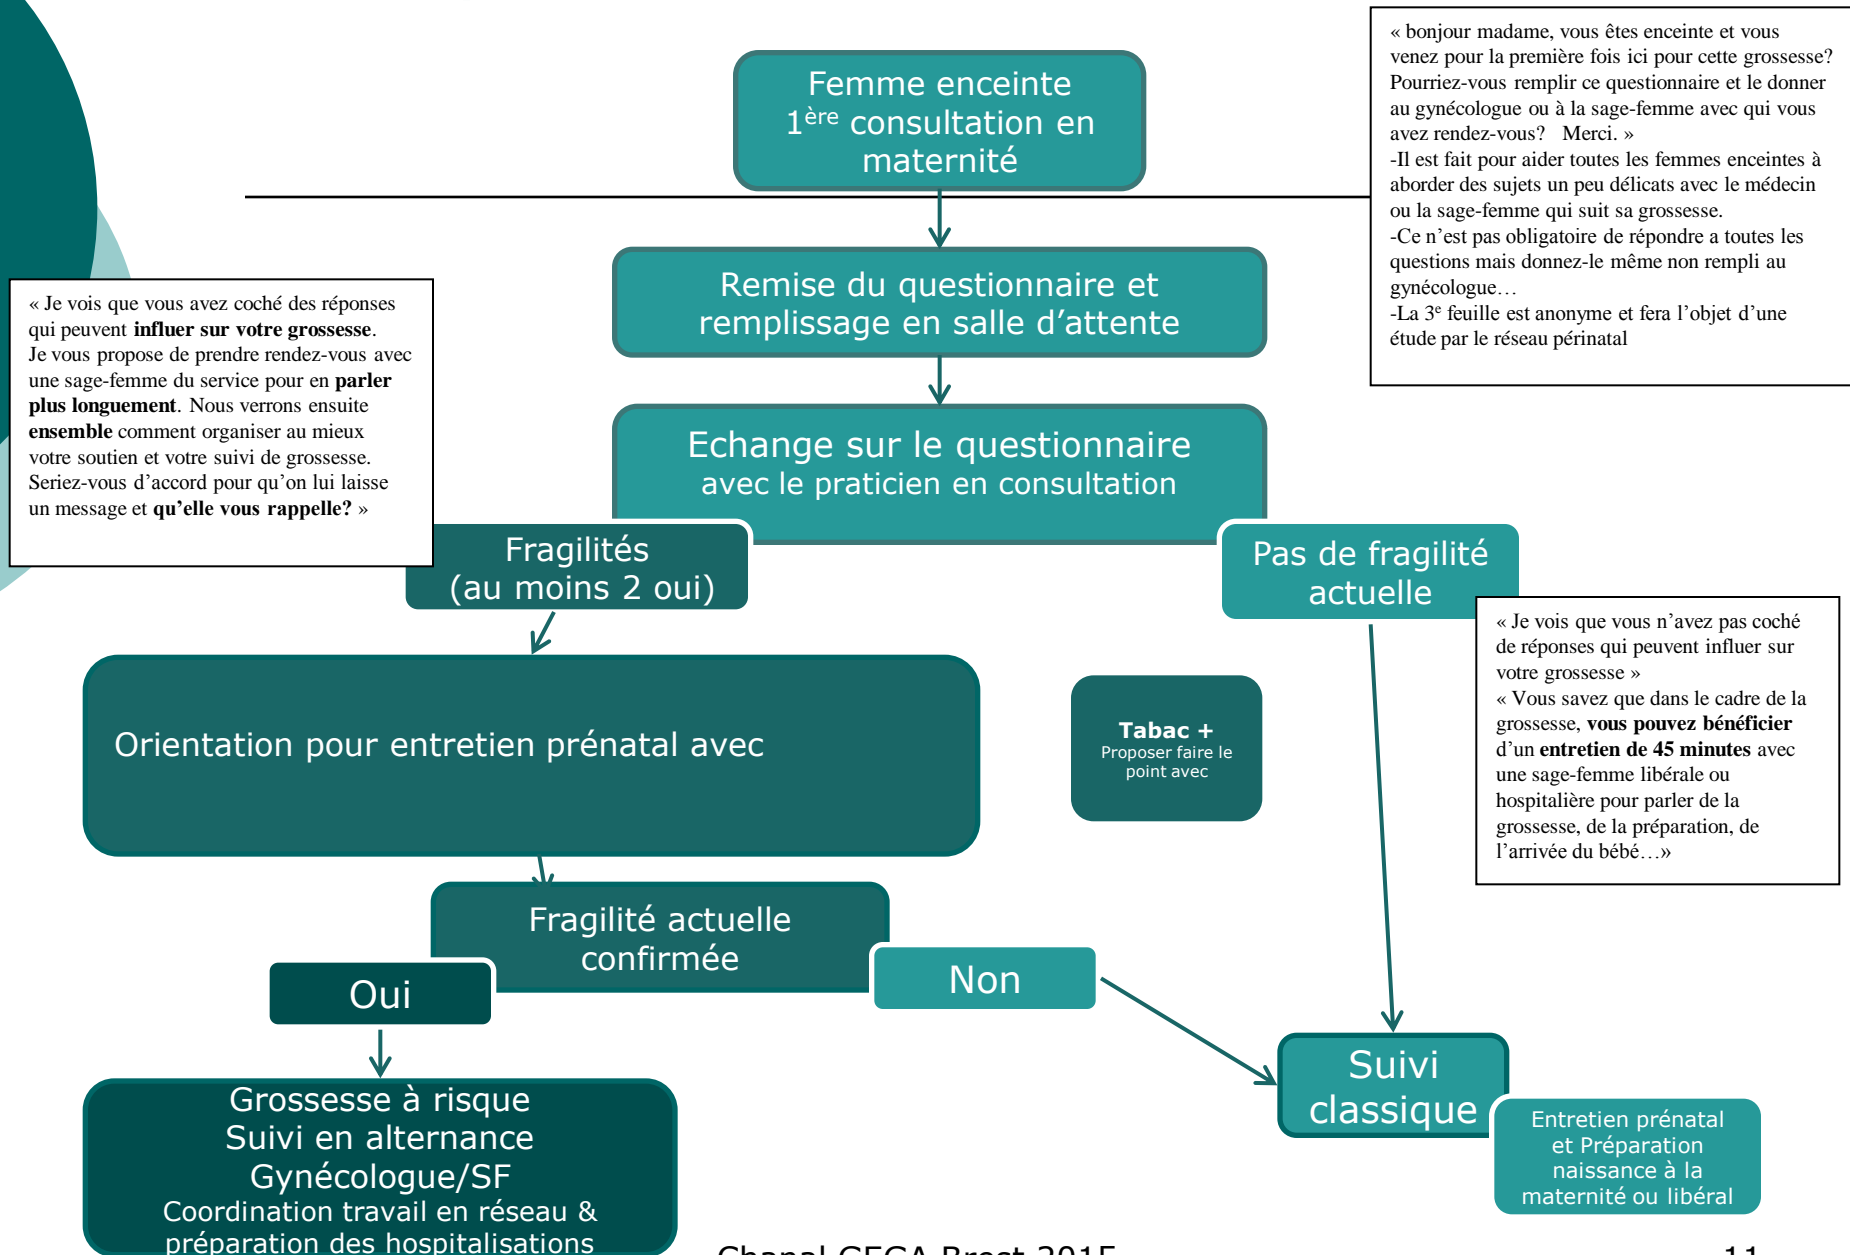 Femme enceinte
1ère consultation en
maternité
« bonjour madame, vous êtes enceinte et vous
venez pour la première fois ici pour cette grossesse?
Pourriez-vous remplir ce questionnaire et le donner
au gynécologue ou à la sage-femme avec qui vous
avez rendez-vous? Merci. »
-Il est fait pour aider toutes les femmes enceintes à
aborder des sujets un peu délicats avec le médecin
ou la sage-femme qui suit sa grossesse.
-Ce n’est pas obligatoire de répondre a toutes les
questions mais donnez-le même non rempli au
gynécologue…
-La 3e feuille est anonyme et fera l’objet d’une
étude par le réseau périnatal
Remise du questionnaire et
remplissage en salle d’attente
« Je vois que vous avez coché des réponses
qui peuvent influer sur votre grossesse.
Je vous propose de prendre rendez-vous avec
une sage-femme du service pour en parler
plus longuement. Nous verrons ensuite
ensemble comment organiser au mieux
votre soutien et votre suivi de grossesse.
Seriez-vous d’accord pour qu’on lui laisse
un message et qu’elle vous rappelle? »
Echange sur le questionnaire
avec le praticien en consultation
Fragilités
(au moins 2 oui)
Pas de fragilité
actuelle
« Je vois que vous n’avez pas coché
de réponses qui peuvent influer sur
votre grossesse »
« Vous savez que dans le cadre de la
grossesse, vous pouvez bénéficier
d’un entretien de 45 minutes avec
une sage-femme libérale ou
hospitalière pour parler de la
grossesse, de la préparation, de
l’arrivée du bébé…»
Orientation pour entretien prénatal avec
Tabac +
Proposer faire le
point avec
Fragilité actuelle
confirmée
Oui
Non
Grossesse à risque
Suivi en alternance
Gynécologue/SF
Coordination travail en réseau &
préparation des hospitalisations
Suivi
classique
Entretien prénatal
et Préparation
naissance à la
maternité ou libéral
Chanal GEGA Brest 2015
11